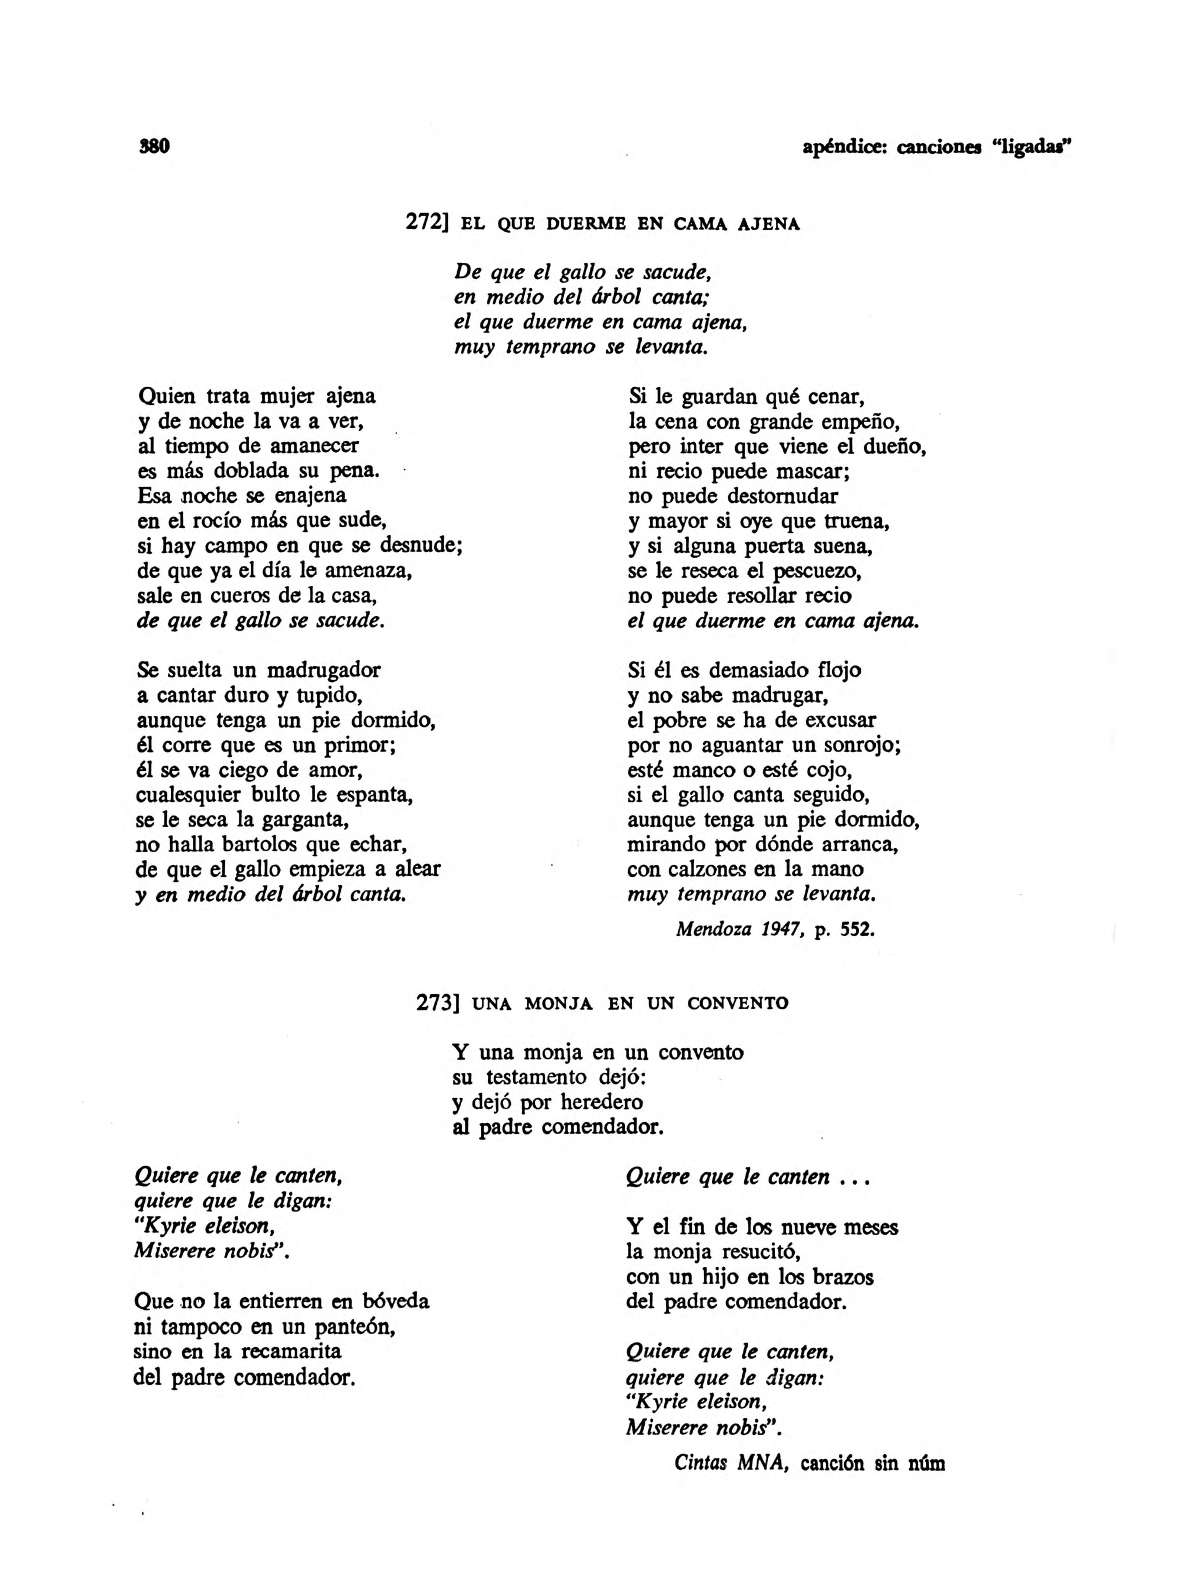 380
apéndice: canciones “ligadas”
272] EL QUE DUERME EN CAMA AJENA
De que el gallo se sacude,
en medio del árbol canta;
el que duerme en cama ajena,
muy temprano se levanta.
Quien trata mujer ajena
y de noche la va a ver,
al tiempo de amanecer
es más doblada su pena.
Esa noche se enajena
en el rocío más que sude,
si hay campo en que se desnude;
de que ya el día le amenaza,
sale en cueros de la casa,
de que el gallo se sacude.
Se suelta un madrugador
a cantar duro y tupido,
aunque tenga un pie dormido,
él corre que es un primor;
él se va ciego de amor,
cualesquier bulto le espanta,
se le seca la garganta,
no halla bartolos que echar,
de que el gallo empieza a alear
y en medio del árbol canta.
Si le guardan qué cenar,
la cena con grande empeño,
pero inter que viene el dueño,
ni recio puede mascar;
no puede destornudar
y mayor si oye que truena,
y si alguna puerta suena,
se le reseca el pescuezo,
no puede resollar recio
el que duerme en cama ajena.
Si él es demasiado flojo
y no sabe madrugar,
el pobre se ha de excusar
por no aguantar un sonrojo;
esté manco o esté cojo,
si el gallo canta seguido,
aunque tenga un pie dormido,
mirando por dónde arranca,
con calzones en la mano
muy temprano se levanta.
Mendoza 1947, p. 552.
273] UNA MONJA EN UN CONVENTO
Y una monja en un convento
su testamento dejó:
y dejó por heredero
al padre comendador.
Quiere que le canten,
quiere que le digan:
“Kyrie eleison,
Miserere nobis”.
Que no la entierren en bóveda
ni tampoco en un panteón,
sino en la recamarita
del padre comendador.
Quiere que le canten ...
Y el fin de los nueve meses
la monja resucitó,
con un hijo en los brazos
del padre comendador.
Quiere que le canten,
quiere que le digan:
“Kyrie eleison,
Miserere nobis”.
Cintas MNA, canción sin núm